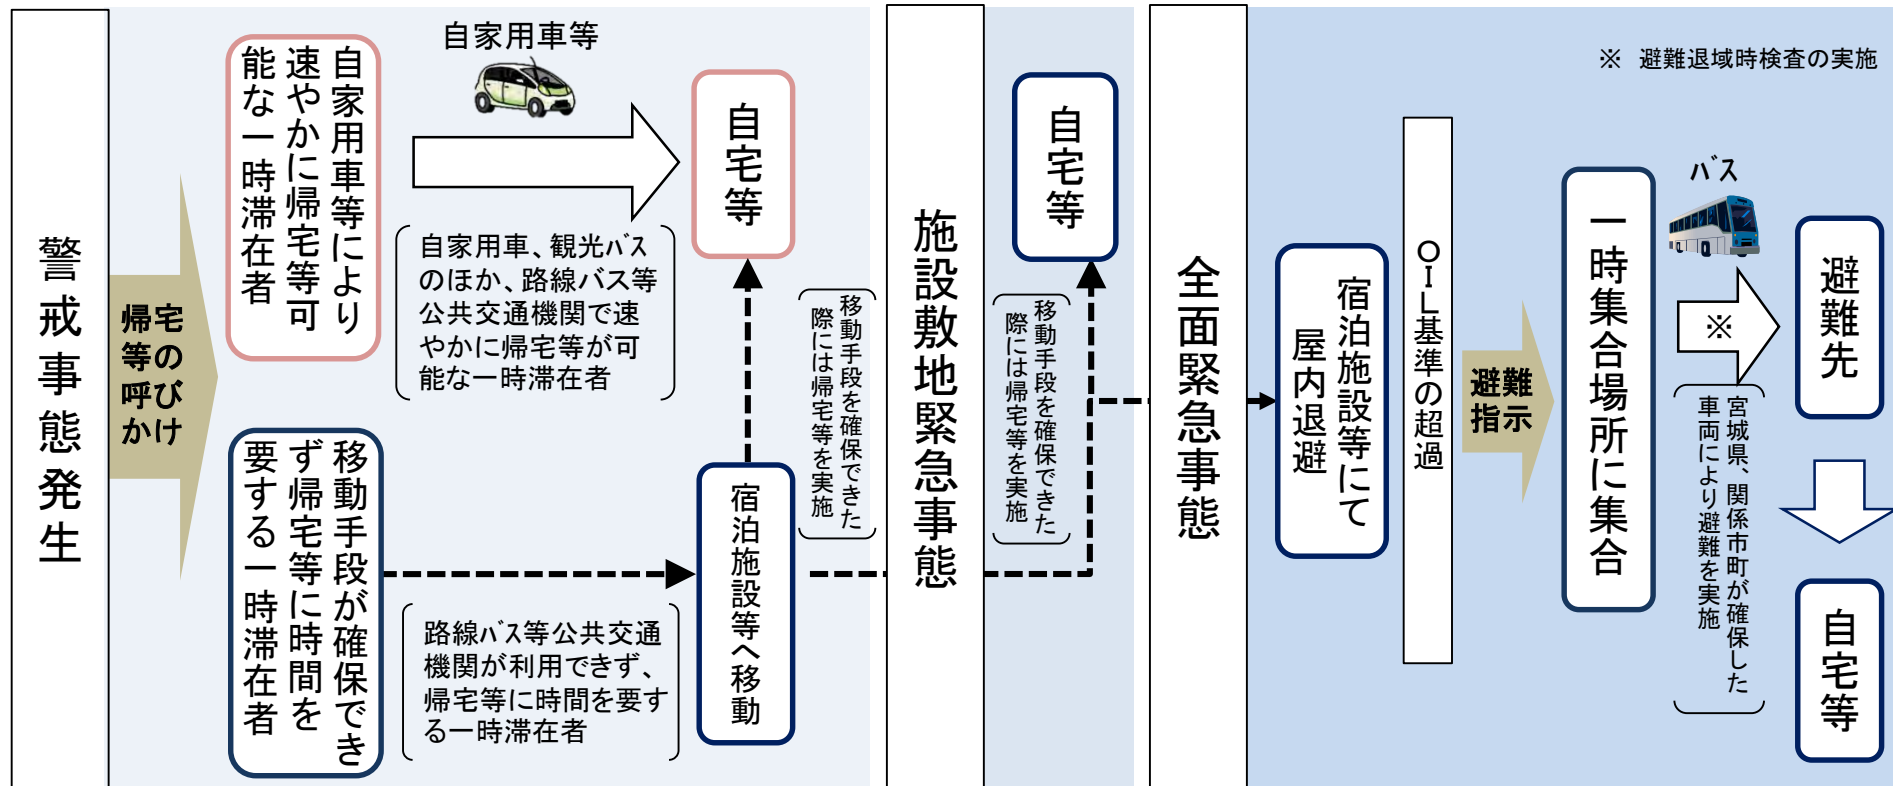 警戒事態発生
帰宅
等の
呼び
かけ
自家用車等により
速やかに帰宅等可
能な一時滞在者
自家用車等
自家用車、観光バス
のほか、路線バス等
公共交通機関で速
やかに帰宅等が可
能な一時滞在者
自宅等
移動手段が確保でき
ず帰宅等に時間を
要する一時滞在者
路線バス等公共交通
機関が利用できず、
帰宅等に時間を要す
る一時滞在者
宿泊施設等へ移動
移動手段を確保できた
際には帰宅等を実施
施設敷地緊急事態
自宅等
移動手段を確保できた
際には帰宅等を実施
全面緊急事態
宿泊施設等にて
屋内退避
OIL基準の超過
避難
指示
一時集合場所に集合
※ 避難退域時検査の実施
バス
※
宮城県、関係市町が確保した
車両により避難を実施
避難先
自宅等